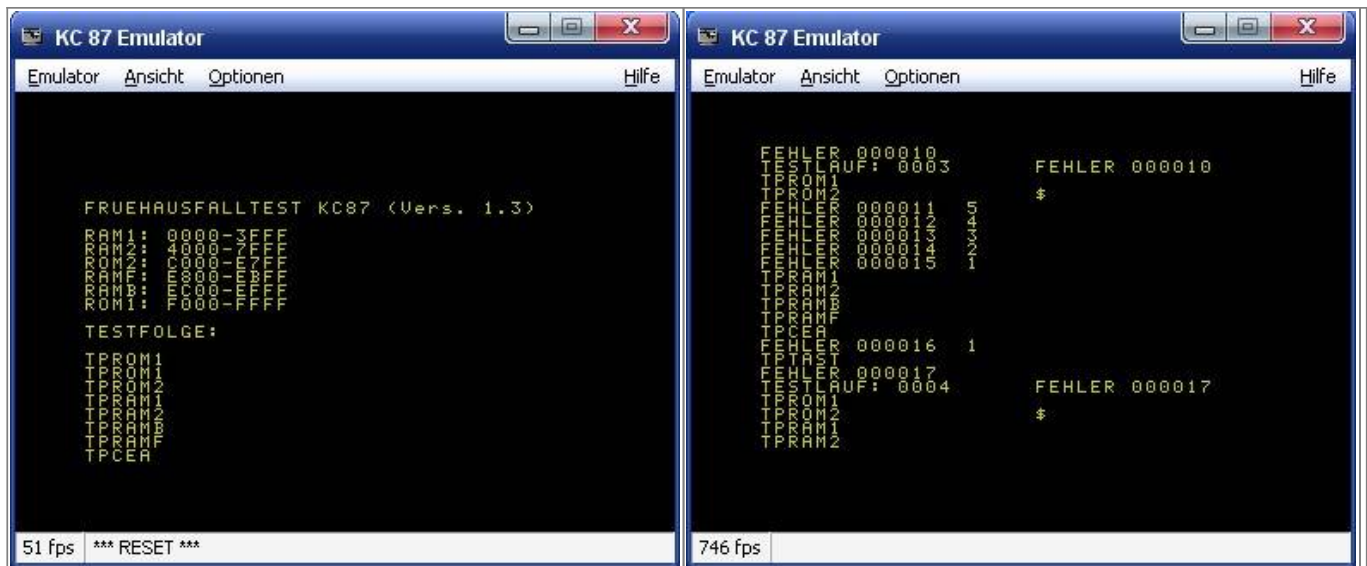 KC 87 Emulator
Emulator Ansicht Optionen Hilfe
FRUEHAUSFALLTEST KC87 (Vers. 1.3)
RAM1: 0000-3FFF
RAM2: 4000-7FFF
ROM2: C000-E7FF
RAMF: E800-EBFF
RAMB: EC00-EFFF
ROM1: F000-FFFF
TESTFOLGE:
TPROM1
TPROM1
TPROM2
TPRAM1
TPRAM2
TPRAMB
TPRAMF
TPCEA
51 fps *** RESET ***
KC 87 Emulator
Emulator Ansicht Optionen Hilfe
FEHLER 000010
TESTLAUF: 0003 FEHLER 000010
TPROM1
TPROM2 $
FEHLER 000011 5
FEHLER 000012 4
FEHLER 000013 3
FEHLER 000014 2
FEHLER 000015 1
TPRAM1
TPRAM2
TPRAMB
TPRAMF
TPCEA
FEHLER 000016 1
TPTAST
FEHLER 000017
TESTLAUF: 0004 FEHLER 000017
TPROM1
TPROM2 $
TPRAM1
TPRAM2
746 fps